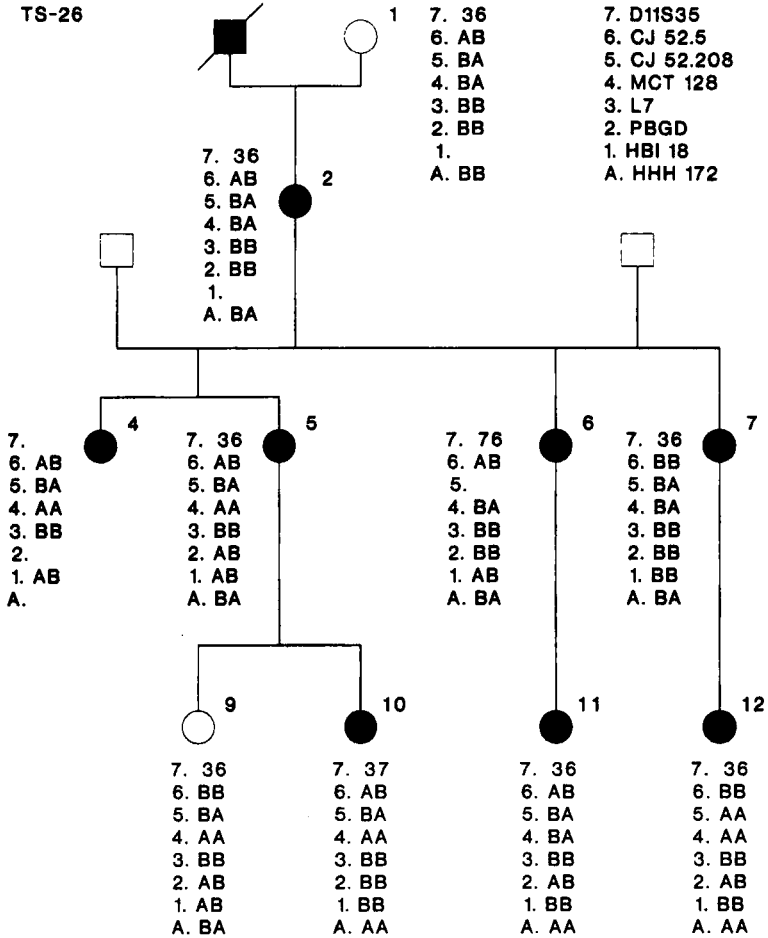 TS-26
1
7. 36
6. AB
5. BA
4. BA
3. BB
2. BB
1.
A. BB
7. D11S35
6. CJ 52.5
5. CJ 52.208
4. MCT 128
3. L7
2. PBGD
1. HBI 18
A. HHH 172
2
7. 36
6. AB
5. BA
4. BA
3. BB
2. BB
1.
A. BA
4
7.
6. AB
5. BA
4. AA
3. BB
2.
1. AB
A.
5
7. 36
6. AB
5. BA
4. AA
3. BB
2. AB
1. AB
A. BA
6
7. 76
6. AB
5.
4. BA
3. BB
2. BB
1. AB
A. BA
7
7. 36
6. BB
5. BA
4. BA
3. BB
2. BB
1. BB
A. BA
9
7. 36
6. BB
5. BA
4. AA
3. BB
2. AB
1. AB
A. BA
10
7. 37
6. AB
5. BA
4. AA
3. BB
2. BB
1. BB
A. AA
11
7. 36
6. AB
5. BA
4. BA
3. BB
2. AB
1. BB
A. AA
12
7. 36
6. BB
5. AA
4. AA
3. BB
2. AB
1. BB
A. AA